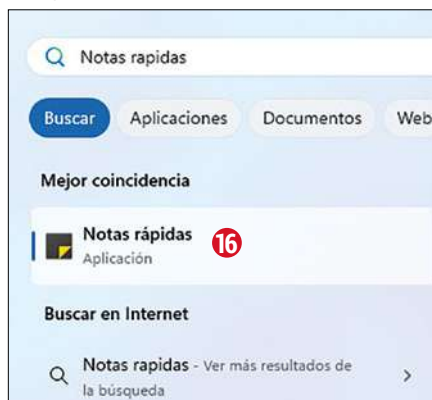 Notas rapidas
Buscar Aplicaciones Documentos Web
Mejor coincidencia
Notas rápidas
16
Aplicación
Buscar en Internet
Notas rapidas - Ver más resultados de
la búsqueda